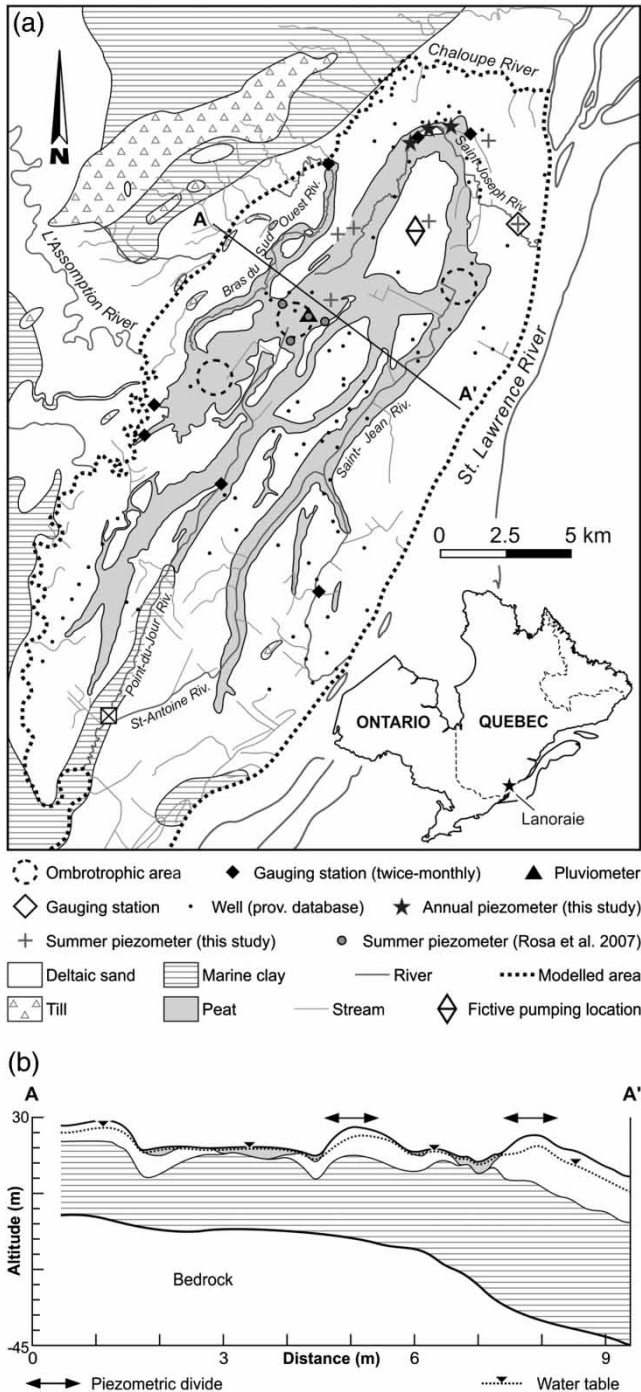 (a)
Chaloupe River
N
A
Bras du Sud Ouest Riv.
Saint-Joseph Riv.
L'Assomption River
A'
St. Lawrence River
Saint-Jean Riv.
0 2.5 5 km
Point-du-Jour Riv.
St-Antoine Riv.
ONTARIO QUEBEC
Lanoraie
Ombrotrophic area Gauging station (twice-monthly) Pluviometer
Gauging station Well (prov. database) Annual piezometer (this study)
Summer piezometer (this study) Summer piezometer (Rosa et al. 2007)
Deltaic sand Marine clay River Modelled area
Till Peat Stream Fictive pumping location
(b)
A A'
30
Altitude (m)
Bedrock
-45
0 3 6 9
Distance (m)
Piezometric divide Water table